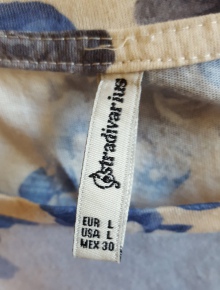 stradivarius
EUR L
USA L
MEX 30